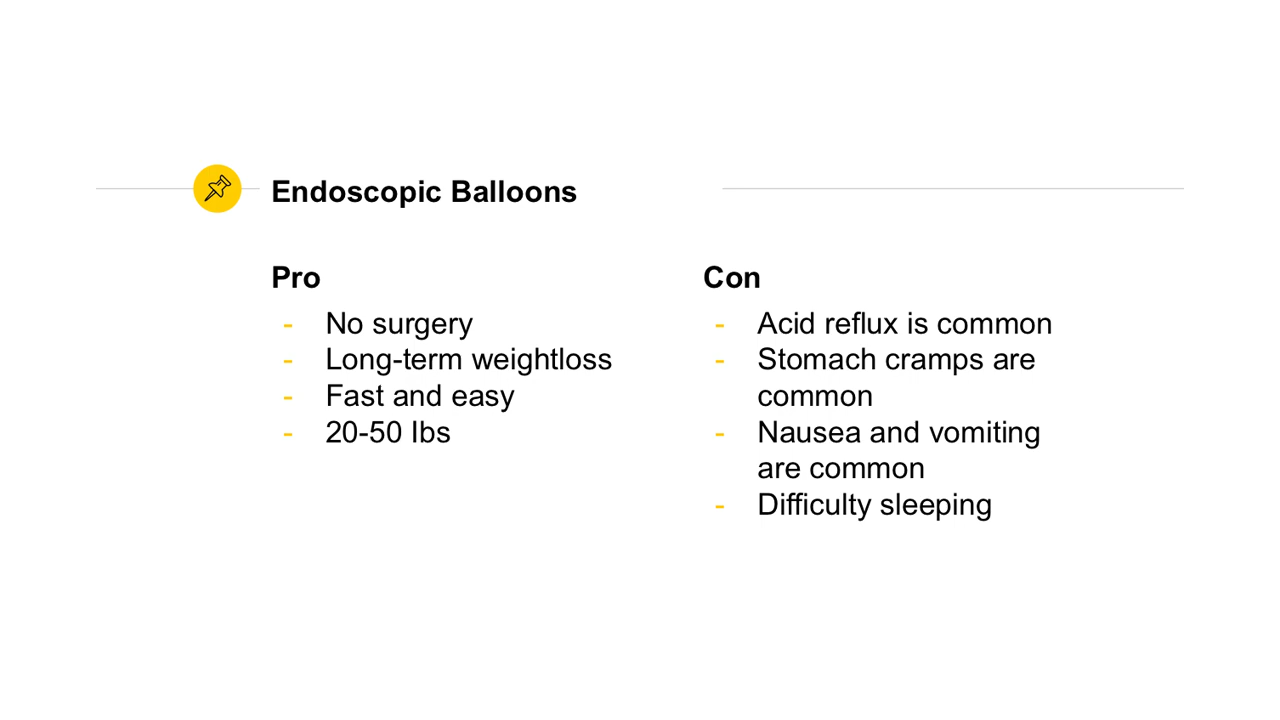 Endoscopic Balloons
Pro
- No surgery
- Long-term weightloss
- Fast and easy
- 20-50 lbs
Con
- Acid reflux is common
- Stomach cramps are
common
- Nausea and vomiting
are common
- Difficulty sleeping